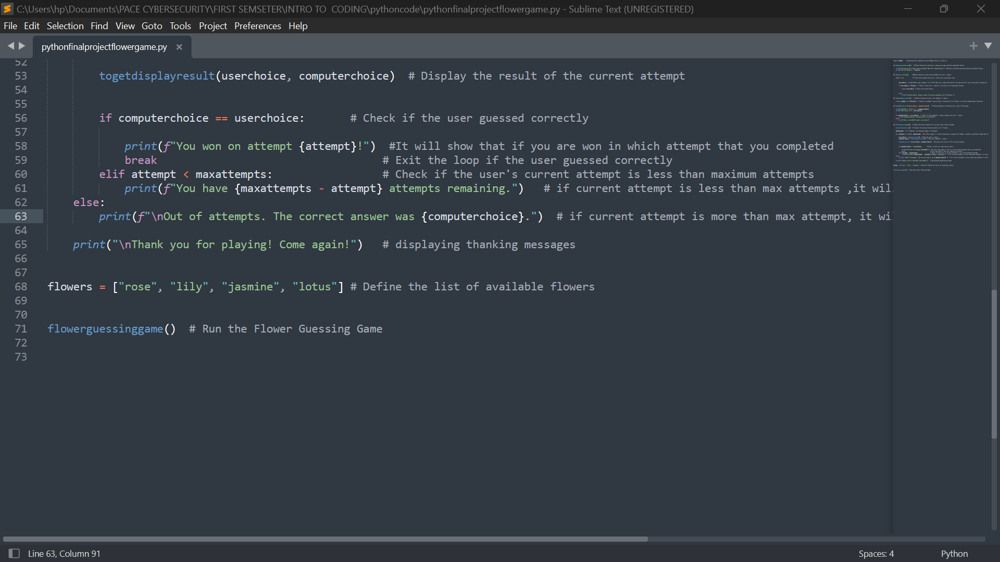 C:\Users\hp\Documents\PACE CYBERSECURITY\FIRST SEMSETER\INTRO TO  CODING\pythoncode\pythonfinalprojectflowergame.py - Sublime Text (UNREGISTERED)
File Edit Selection Find View Goto Tools Project Preferences Help
pythonfinalprojectflowergame.py
52
53 togetdisplayresult(userchoice, computerchoice)  # Display the result of the current attempt
54
55
56 if computerchoice == userchoice:       # Check if the user guessed correctly
57
58 print(f"You won on attempt {attempt}!")  #It will show that if you are won in which attempt that you completed
59 break                                   # Exit the loop if the user guessed correctly
60 elif attempt < maxattempts:                 # Check if the user's current attempt is less than maximum attempts
61 print(f"You have {maxattempts - attempt} attempts remaining.")   # if current attempt is less than max attempts ,it wil
62 else:
63 print(f"\nOut of attempts. The correct answer was {computerchoice}.")  # if current attempt is more than max attempt, it wi
64
65 print("\nThank you for playing! Come again!")   # displaying thanking messages
66
67
68 flowers = ["rose", "lily", "jasmine", "lotus"] # Define the list of available flowers
69
70
71 flowerguessinggame()  # Run the Flower Guessing Game
72
73
Line 63, Column 91
Spaces: 4
Python